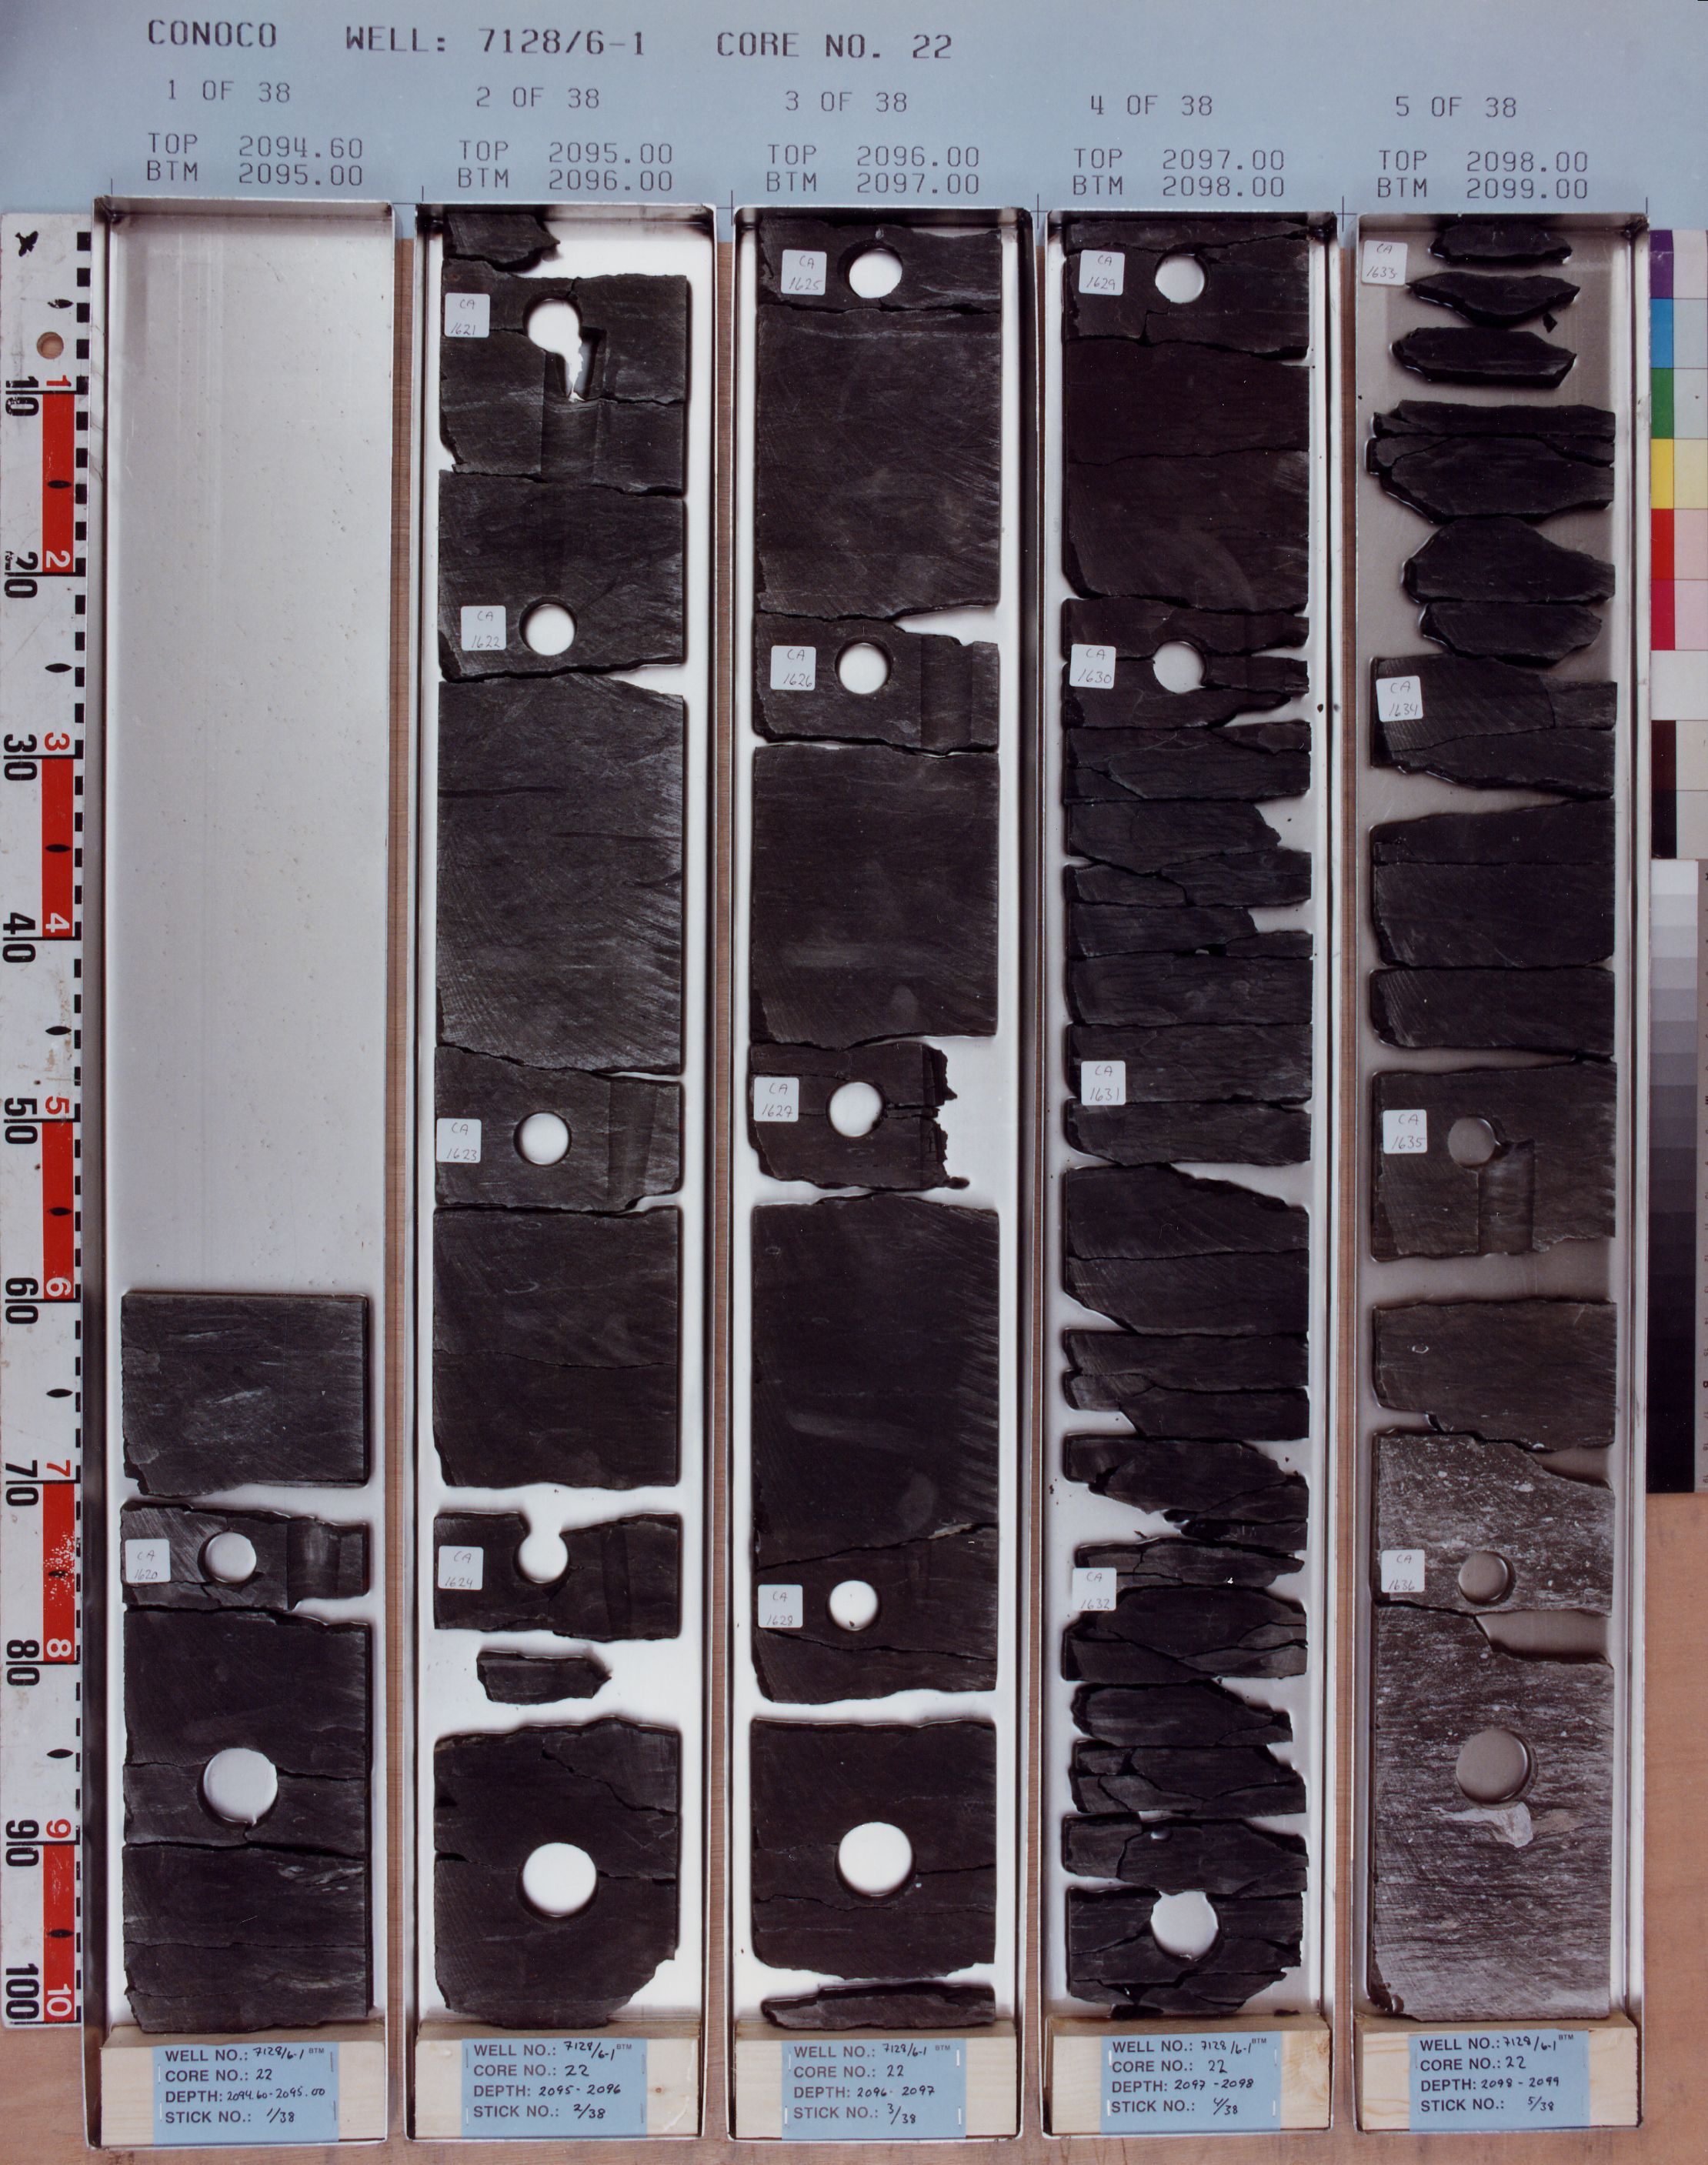 CONOCO WELL: 7128/6-1 CORE NO. 22
1 OF 38
TOP 2094.60
BTM 2095.00
2 OF 38
TOP 2095.00
BTM 2096.00
3 OF 38
TOP 2096.00
BTM 2097.00
4 OF 38
TOP 2097.00
BTM 2098.00
5 OF 38
TOP 2098.00
BTM 2099.00
10 1
20 2
30 3
40 4
50 5
60 6
70 7
80 8
90 9
100 10
CA
1620
CA
1621
CA
1622
CA
1623
CA
1624
CA
1625
CA
1626
CA
1627
CA
1628
CA
1629
CA
1630
CA
1631
CA
1632
CA
1633
CA
1634
CA
1635
CA
1636
WELL NO.: 7128/6-1 BTM
CORE NO.: 22
DEPTH: 2094.60-2095.00
STICK NO.: 1/38
WELL NO.: 7128/6-1 BTM
CORE NO.: 22
DEPTH: 2095-2096
STICK NO.: 2/38
WELL NO.: 7128/6-1 BTM
CORE NO.: 22
DEPTH: 2096-2097
STICK NO.: 3/38
WELL NO.: 7128/6-1 BTM
CORE NO.: 22
DEPTH: 2097-2098
STICK NO.: 4/38
WELL NO.: 7128/6-1 BTM
CORE NO.: 22
DEPTH: 2098-2099
STICK NO.: 5/38